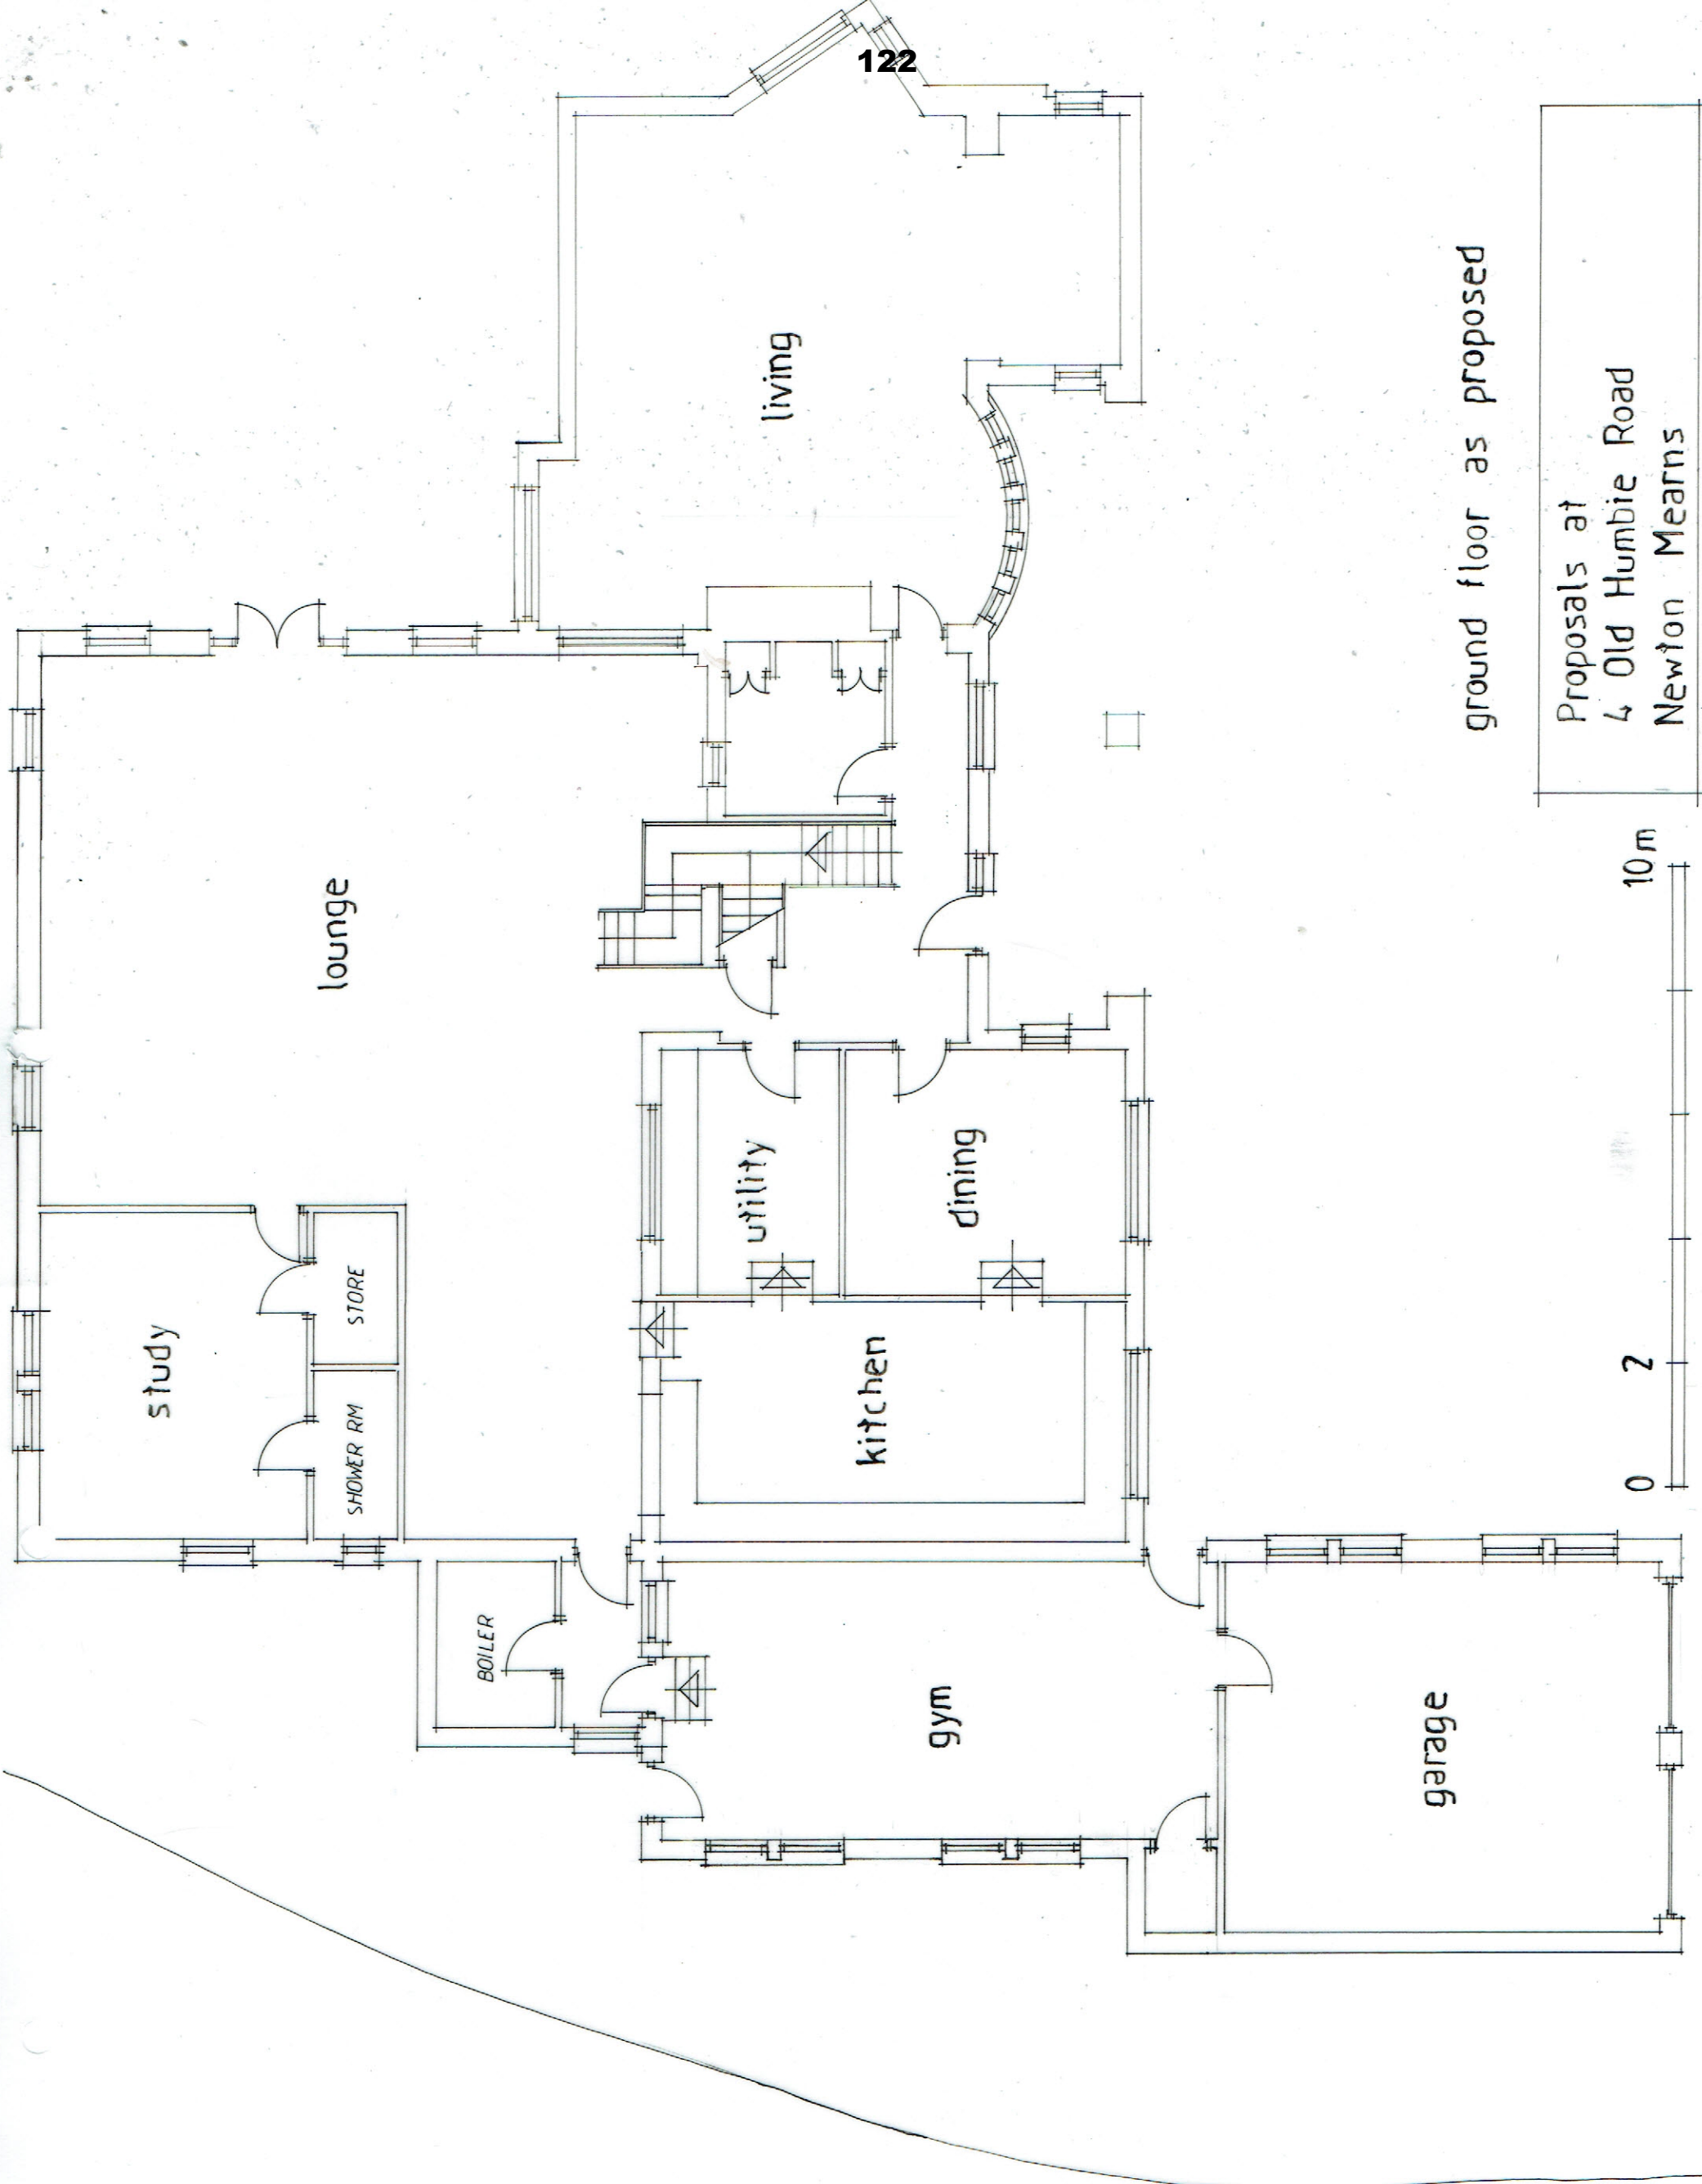 122
lounge
living
study
STORE
SHOWER RM
BOILER
utility
dining
kitchen
gym
garage
ground floor as proposed
Proposals at
4 Old Humbie Road
Newton Mearns
0 2 10m